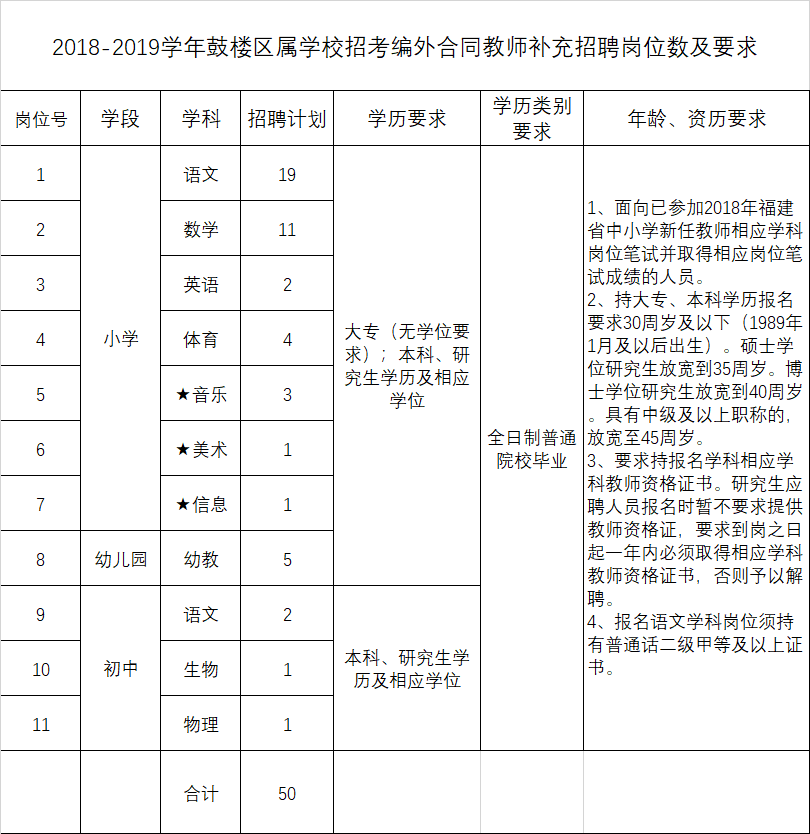 2018-2019学年鼓楼区属学校招考编外合同教师补充招聘岗位数及要求
岗位号 学段 学科 招聘计划 学历要求 学历类别要求 年龄、资历要求
1 小学 语文 19
2 数学 11
3 英语 2
4 体育 4
5 ★音乐 3
6 ★美术 1
7 ★信息 1
8 幼儿园 幼教 5
大专（无学位要
求）；本科、研
究生学历及相应
学位
9 初中 语文 2
10 生物 1
11 物理 1
本科、研究生学
历及相应学位
全日制普通
院校毕业
1、面向已参加2018年福建
省中小学新任教师相应学科
岗位笔试并取得相应岗位笔
试成绩的人员。
2、持大专、本科学历报名
要求30周岁及以下（1989年
1月及以后出生）。硕士学
位研究生放宽到35周岁。博
士学位研究生放宽到40周岁
。具有中级及以上职称的，
放宽至45周岁。
3、要求持报名学科相应学
科教师资格证书。研究生应
聘人员报名时暂不要求提供
教师资格证，要求到岗之日
起一年内必须取得相应学科
教师资格证书，否则予以解
聘。
4、报名语文学科岗位须持
有普通话二级甲等及以上证
书。
合计 50